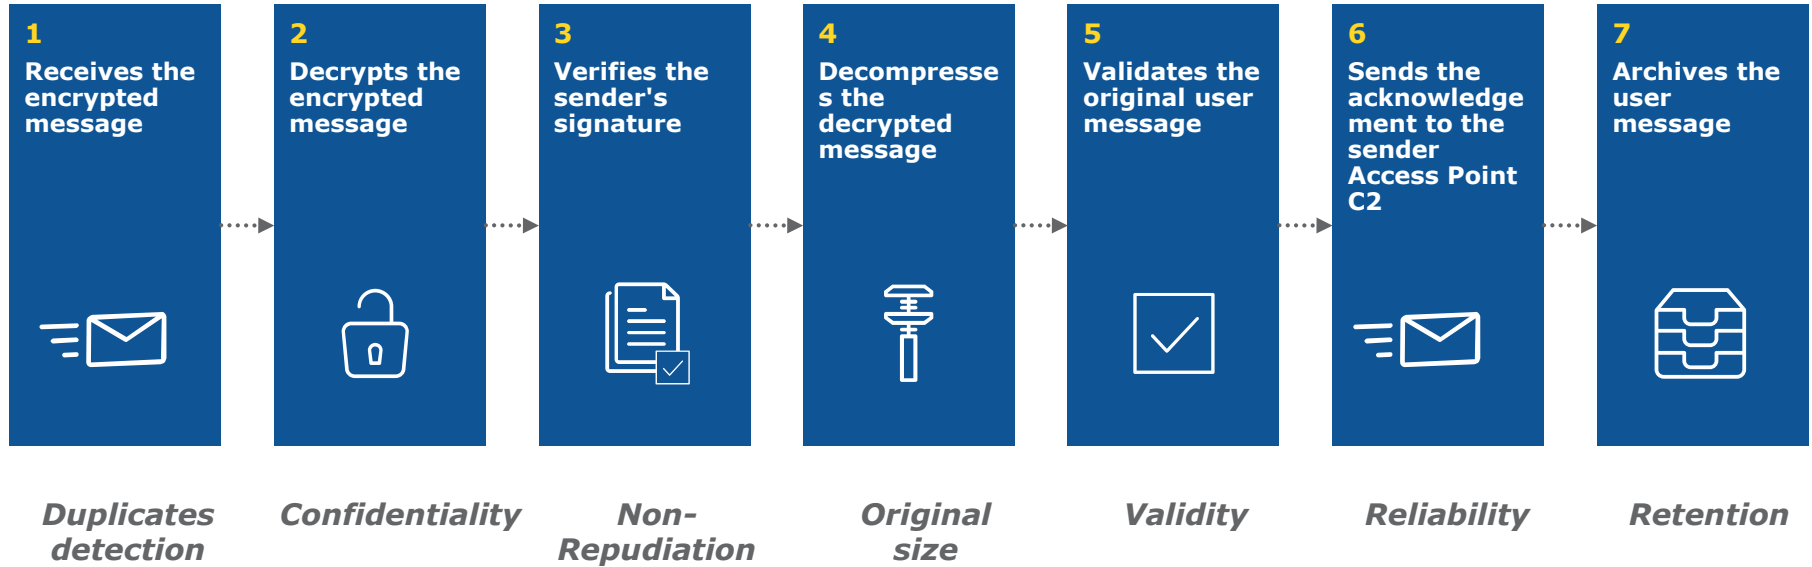 1
Receives the
encrypted
message
2
Decrypts the
encrypted
message
3
Verifies the
sender's
signature
4
Decompresse
s the
decrypted
message
5
Validates the
original user
message
6
Sends the
acknowledge
ment to the
sender
Access Point
C2
7
Archives the
user
message
Duplicates
detection
Confidentiality
Non-
Repudiation
Original
size
Validity
Reliability
Retention